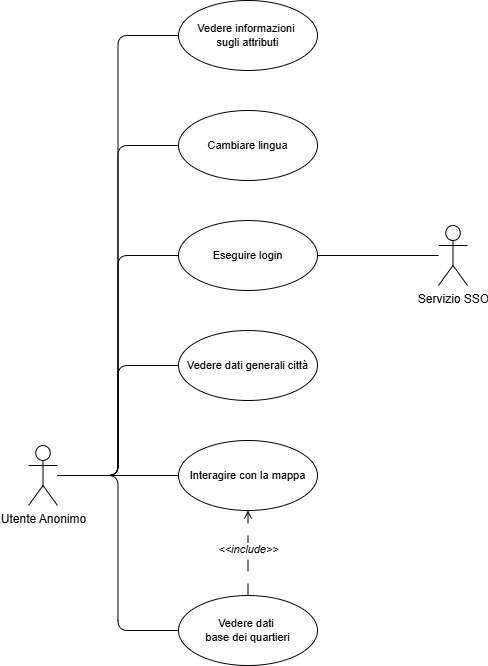 Vedere informazioni
sugli attributi
Cambiare lingua
Eseguire login
Servizio SSO
Vedere dati generali città
Interagire con la mappa
Utente Anonimo
<<include>>
Vedere dati
base dei quartieri